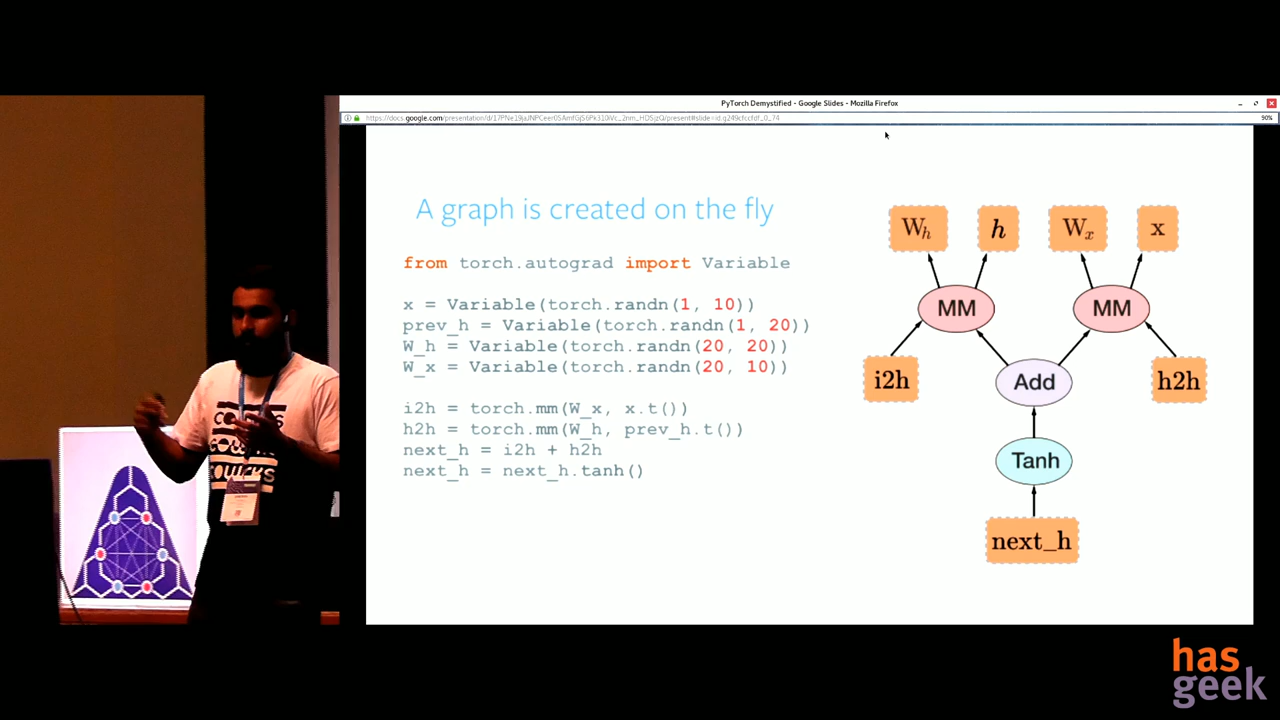 PyTorch Demystified - Google Slides - Mozilla Firefox
90%
A graph is created on the fly
from torch.autograd import Variable
x = Variable(torch.randn(1, 10))
prev_h = Variable(torch.randn(1, 20))
W_h = Variable(torch.randn(20, 20))
W_x = Variable(torch.randn(20, 10))
i2h = torch.mm(W_x, x.t())
h2h = torch.mm(W_h, prev_h.t())
next_h = i2h + h2h
next_h = next_h.tanh()
Wh h Wx x
MM MM
i2h Add h2h
Tanh
next_h
has
geek